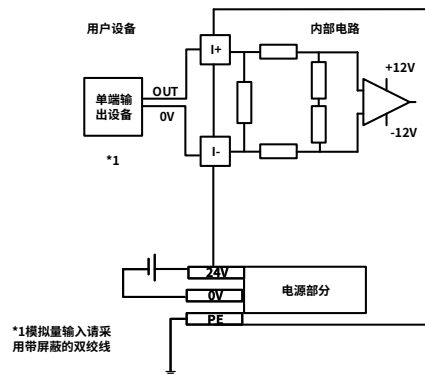 用户设备
内部电路
I+
+12V
OUT
单端输
出设备
0V
-12V
I-
*1
24V
0V
电源部分
PE
*1模拟量输入请采
用带屏蔽的双绞线